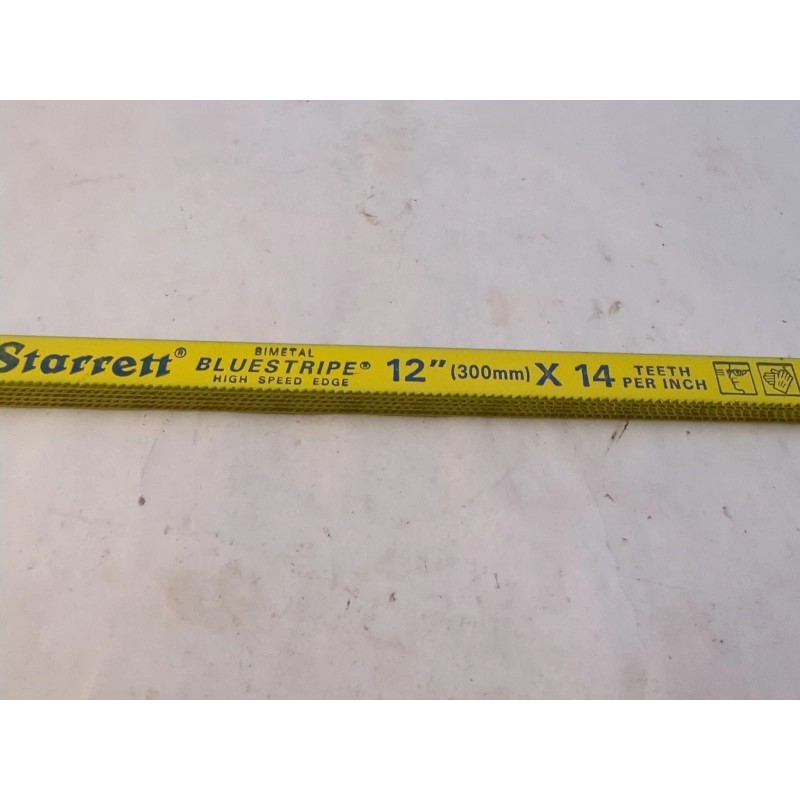 Starrett®
BIMETAL
BLUESTRIPE®
HIGH SPEED EDGE
12" (300mm) X 14
TEETH
PER INCH